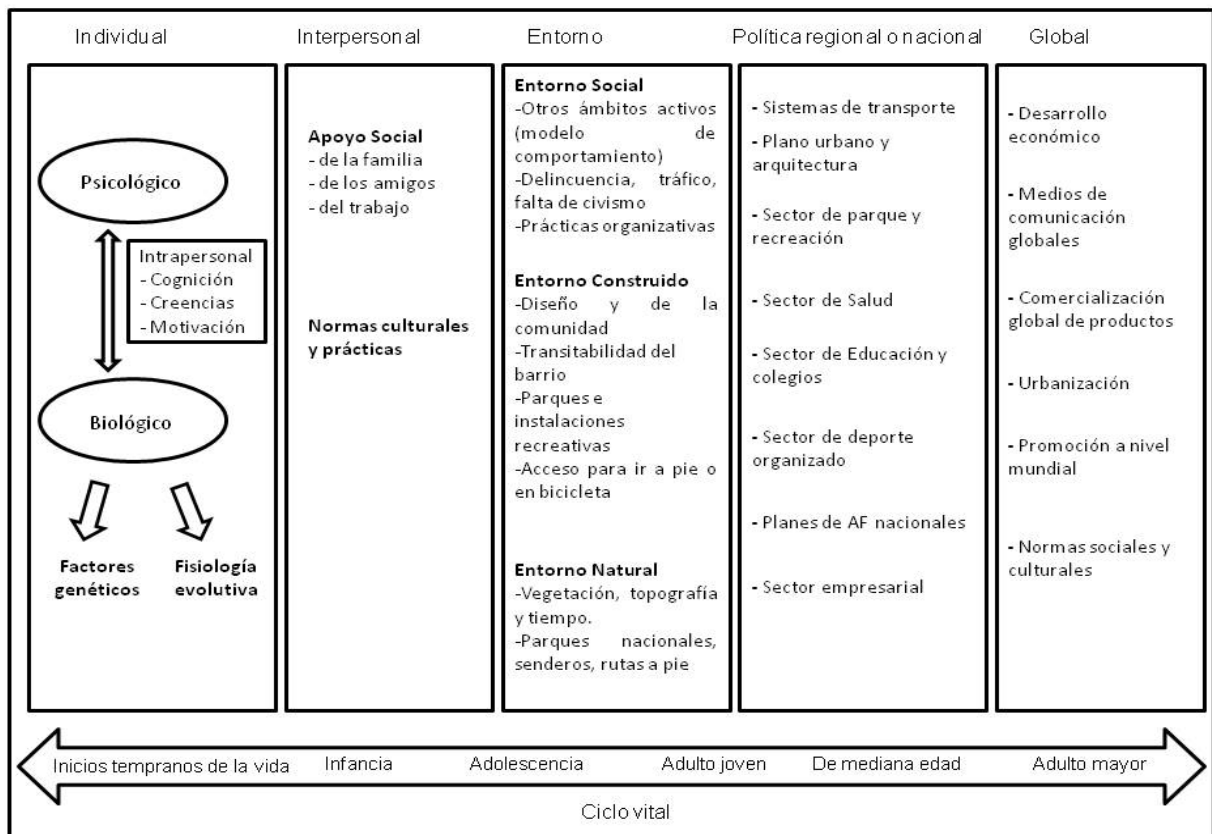 Individual
Interpersonal
Entorno
Política regional o nacional
Global
Psicológico
Intrapersonal
- Cognición
- Creencias
- Motivación
Biológico
Factores
genéticos
Fisiología
evolutiva
Apoyo Social
- de la familia
- de los amigos
- del trabajo
Normas culturales
y prácticas
Entorno Social
-Otros ámbitos activos
(modelo de
comportamiento)
-Delincuencia, tráfico,
falta de civismo
-Prácticas organizativas
Entorno Construido
-Diseño y de la
comunidad
-Transitabilidad del
barrio
-Parques e
instalaciones
recreativas
-Acceso para ir a pie o
en bicicleta
Entorno Natural
-Vegetación, topografía
y tiempo.
-Parques nacionales,
senderos, rutas a pie
- Sistemas de transporte
- Plano urbano y
arquitectura
- Sector de parque y
recreación
- Sector de Salud
- Sector de Educación y
colegios
- Sector de deporte
organizado
- Planes de AF nacionales
- Sector empresarial
- Desarrollo
económico
- Medios de
comunicación
globales
- Comercialización
global de productos
- Urbanización
- Promoción a nivel
mundial
- Normas sociales y
culturales
Inicios tempranos de la vida
Infancia
Adolescencia
Adulto joven
De mediana edad
Adulto mayor
Ciclo vital